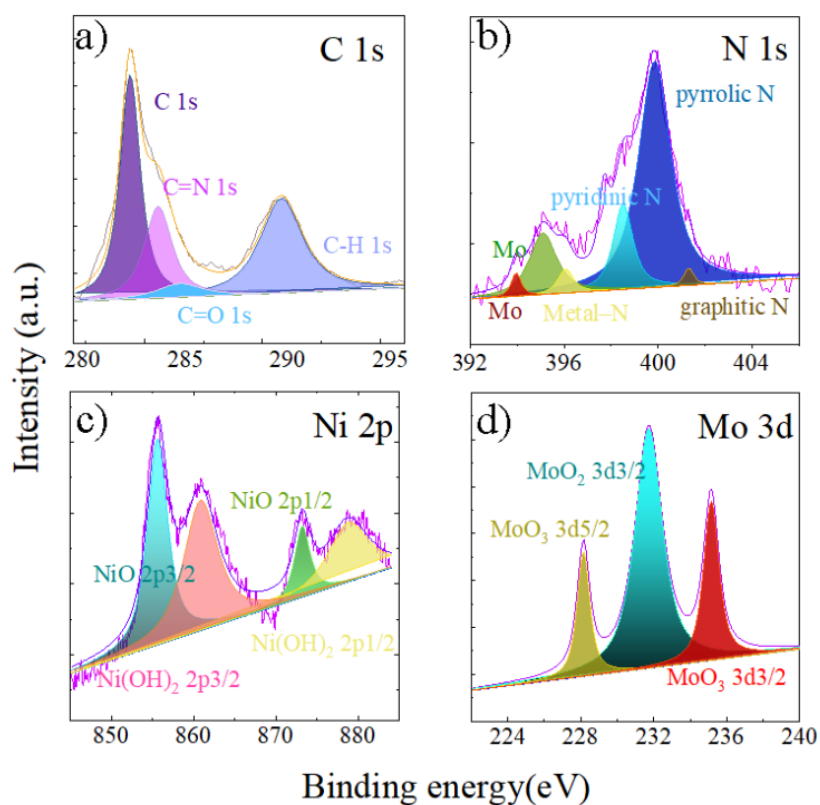 a)
C 1s
C 1s
C=N 1s
C-H 1s
C=O 1s
280 285 290 295
b)
N 1s
pyrrolic N
pyridinic N
Mo
Mo
Metal–N
graphitic N
392 396 400 404
c)
Ni 2p
NiO 2p1/2
NiO 2p3/2
Ni(OH)₂ 2p1/2
Ni(OH)₂ 2p3/2
850 860 870 880
d)
Mo 3d
MoO₂ 3d3/2
MoO₃ 3d5/2
MoO₃ 3d3/2
224 228 232 236 240
Intensity (a.u.)
Binding energy(eV)